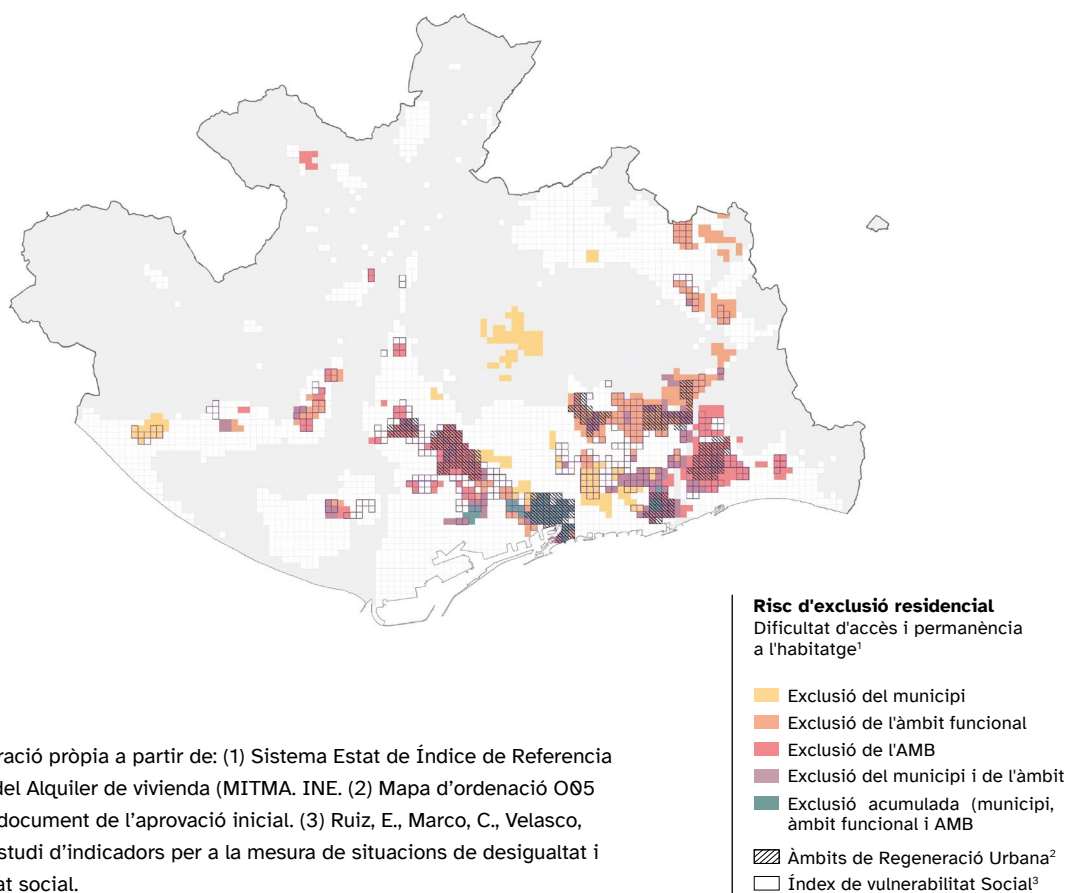 Risc d'exclusió residencial
Dificultat d'accès i permanència
a l'habitatge¹
Exclusió del municipi
Exclusió de l'àmbit funcional
Exclusió de l'AMB
Exclusió del municipi i de l'àmbit
Exclusió acumulada (municipi,
àmbit funcional i AMB
Àmbits de Regeneració Urbana²
Índex de vulnerabilitat Social³
ració pròpia a partir de: (1) Sistema Estat de Índice de Referencia
del Alquiler de vivienda (MITMA. INE. (2) Mapa d’ordenació O05
document de l’aprovació inicial. (3) Ruiz, E., Marco, C., Velasco,
studi d’indicadors per a la mesura de situacions de desigualtat i
at social.